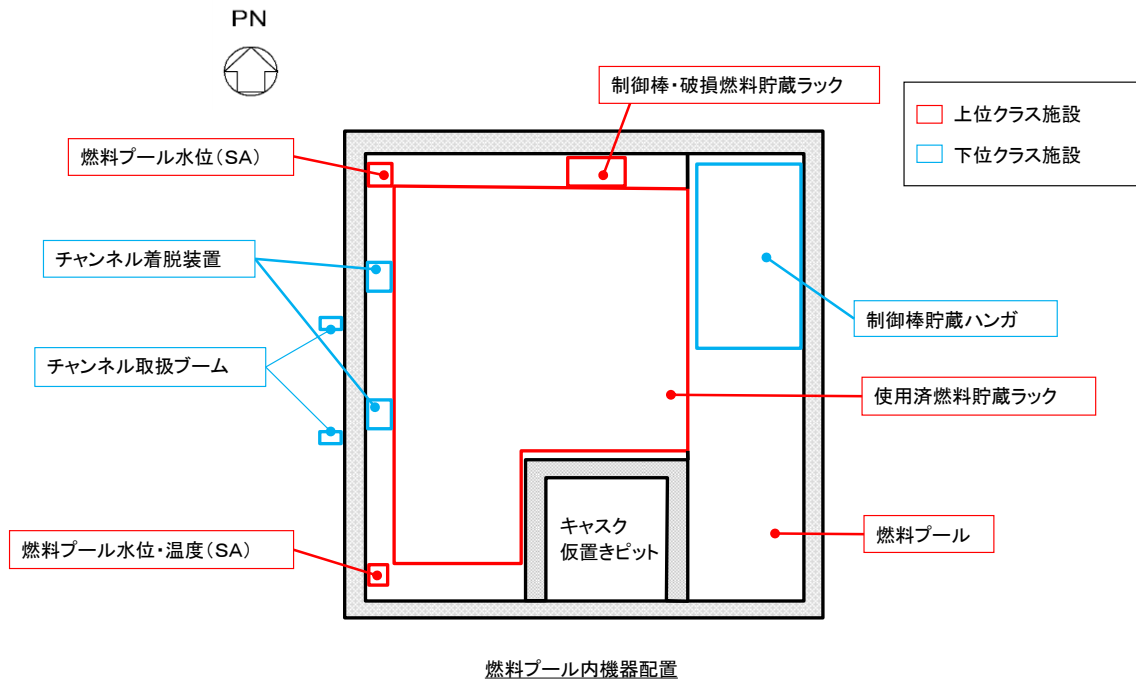 PN
制御棒・破損燃料貯蔵ラック
上位クラス施設
下位クラス施設
燃料プール水位(SA)
チャンネル着脱装置
制御棒貯蔵ハンガ
チャンネル取扱ブーム
使用済燃料貯蔵ラック
キャスク
仮置きピット
燃料プール
燃料プール水位・温度(SA)
燃料プール内機器配置